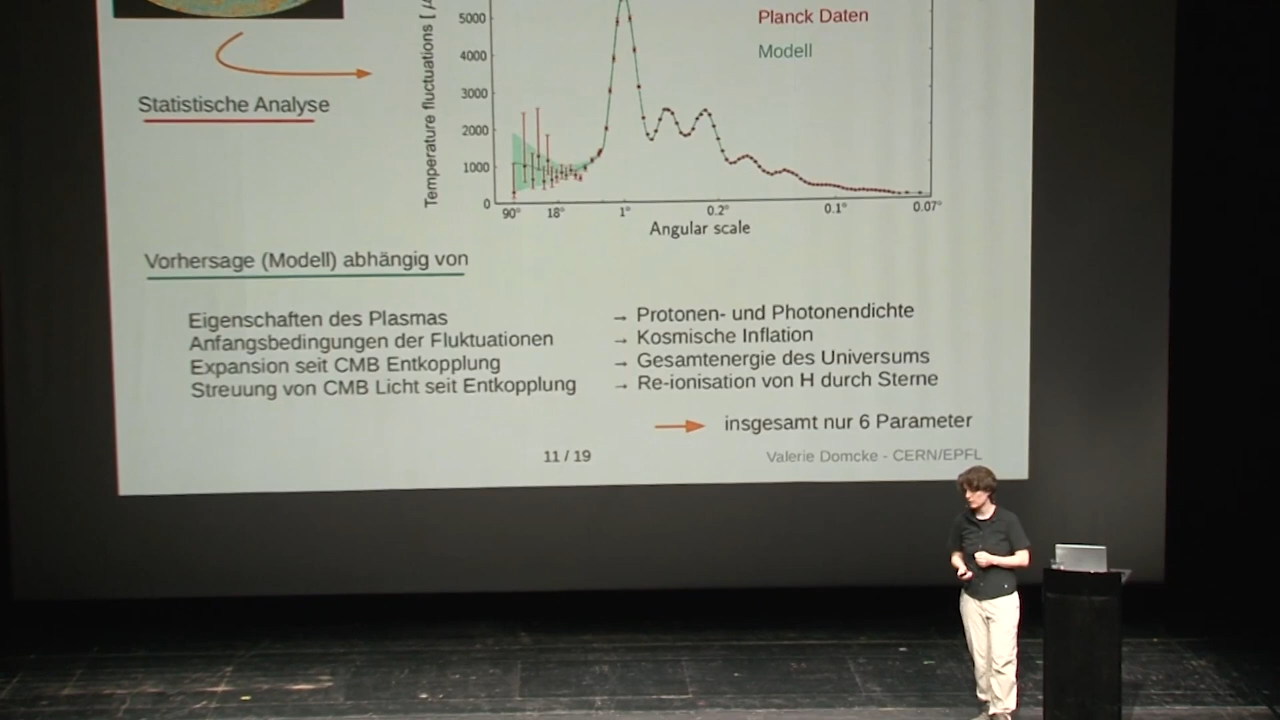 5000
4000
3000
2000
1000
0
Temperature fluctuations [
Planck Daten
Modell
90° 18° 1° 0.2° 0.1° 0.07°
Angular scale
Statistische Analyse
Vorhersage (Modell) abhängig von
Eigenschaften des Plasmas → Protonen- und Photonendichte
Anfangsbedingungen der Fluktuationen → Kosmische Inflation
Expansion seit CMB Entkopplung → Gesamtenergie des Universums
Streuung von CMB Licht seit Entkopplung → Re-ionisation von H durch Sterne
insgesamt nur 6 Parameter
11 / 19
Valerie Domcke - CERN/EPFL